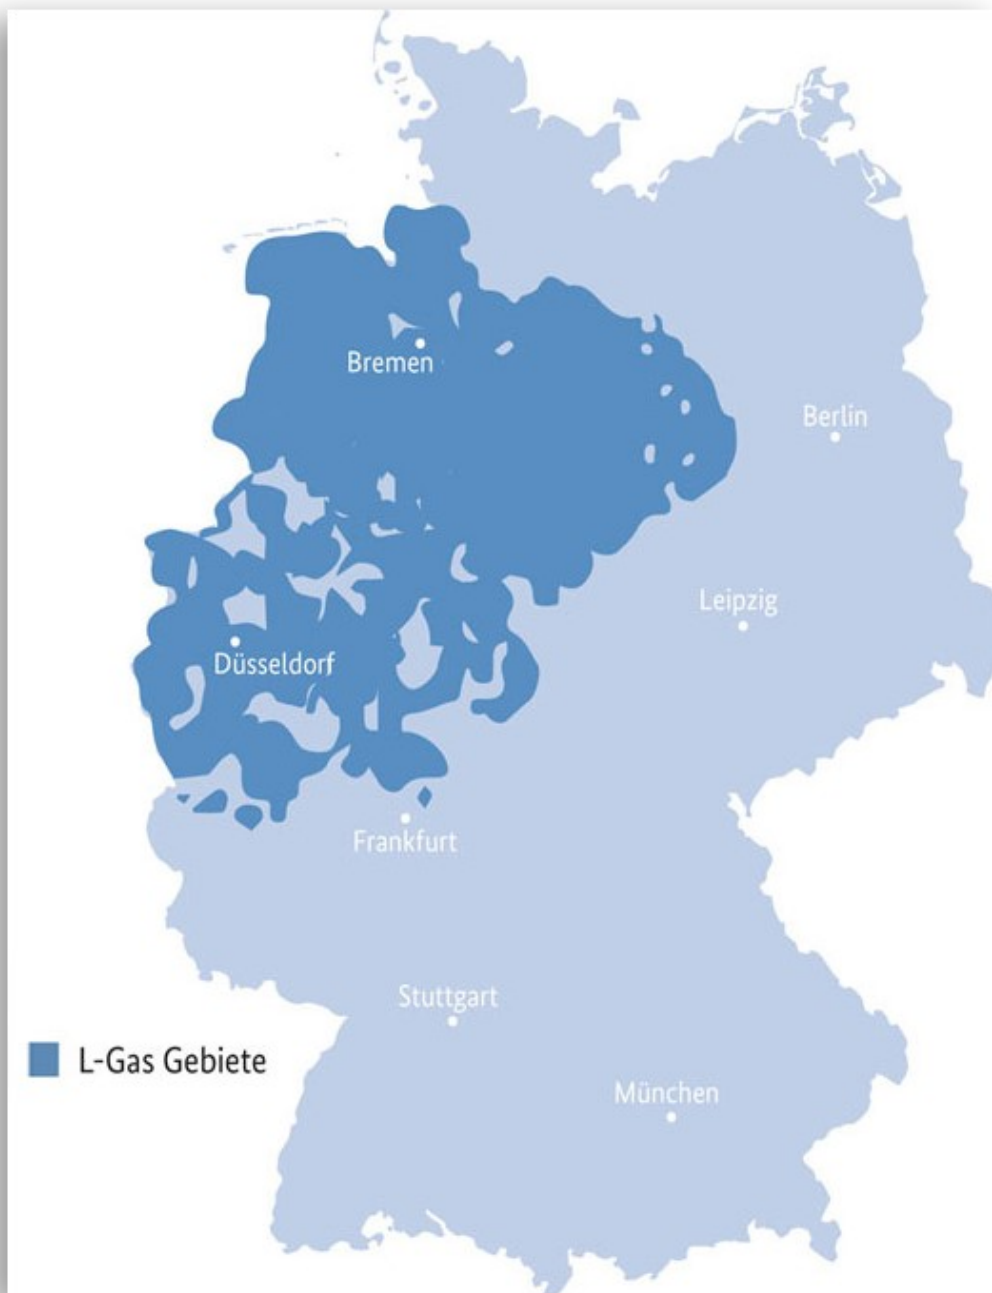 Bremen
Berlin
Leipzig
Düsseldorf
Frankfurt
Stuttgart
L-Gas Gebiete
München